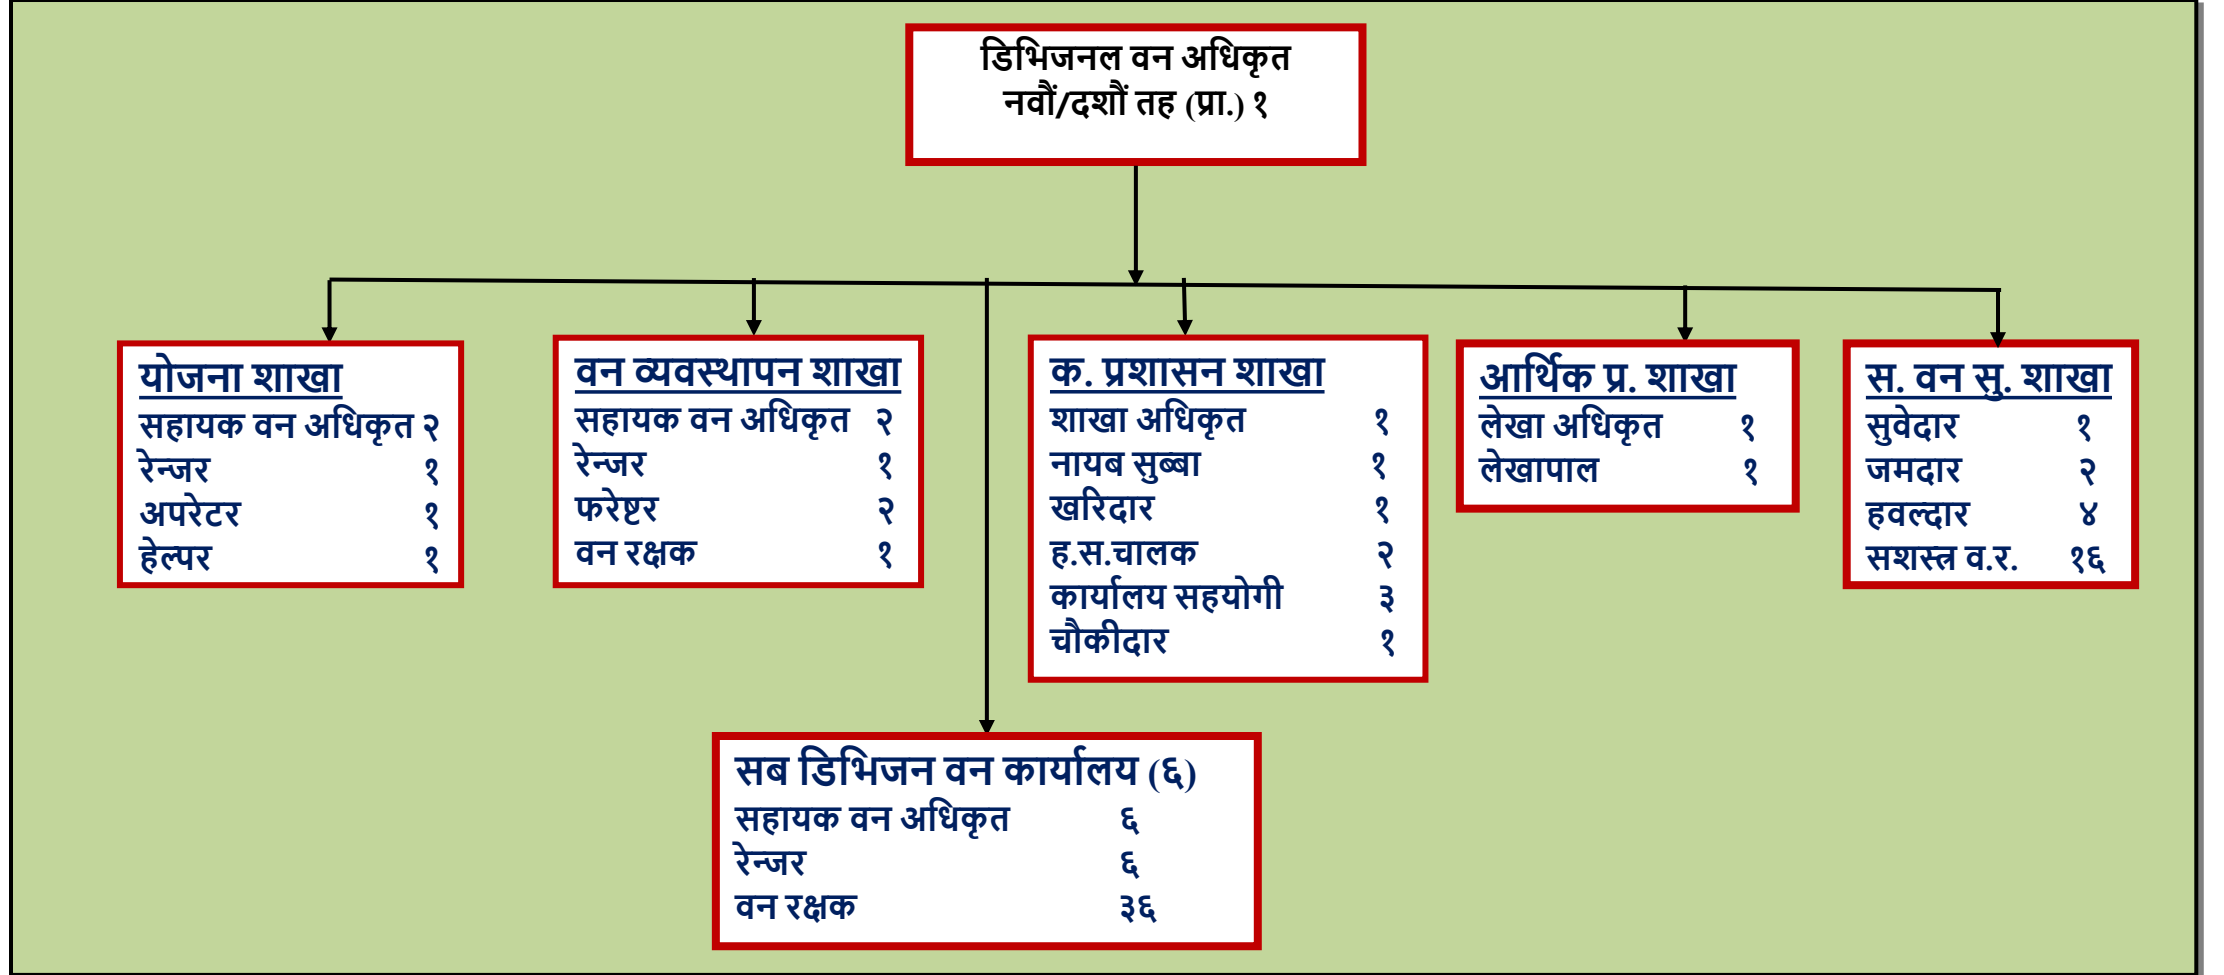 डिभिजनल वन अधिकृत
नवौं/दशौं तह (प्रा.) १
योजना शाखा
सहायक वन अधिकृत २
रेन्जर १
अपरेटर १
हेल्पर १
वन व्यवस्थापन शाखा
सहायक वन अधिकृत २
रेन्जर १
फरेष्टर २
वन रक्षक १
क. प्रशासन शाखा
शाखा अधिकृत १
नायब सुब्बा १
खरिदार १
ह.स.चालक २
कार्यालय सहयोगी ३
चौकीदार १
आर्थिक प्र. शाखा
लेखा अधिकृत १
लेखापाल १
स. वन सु. शाखा
सुवेदार १
जमदार २
हवल्दार ४
सशस्त्र व.र. १६
सब डिभिजन वन कार्यालय (६)
सहायक वन अधिकृत ६
रेन्जर ६
वन रक्षक ३६